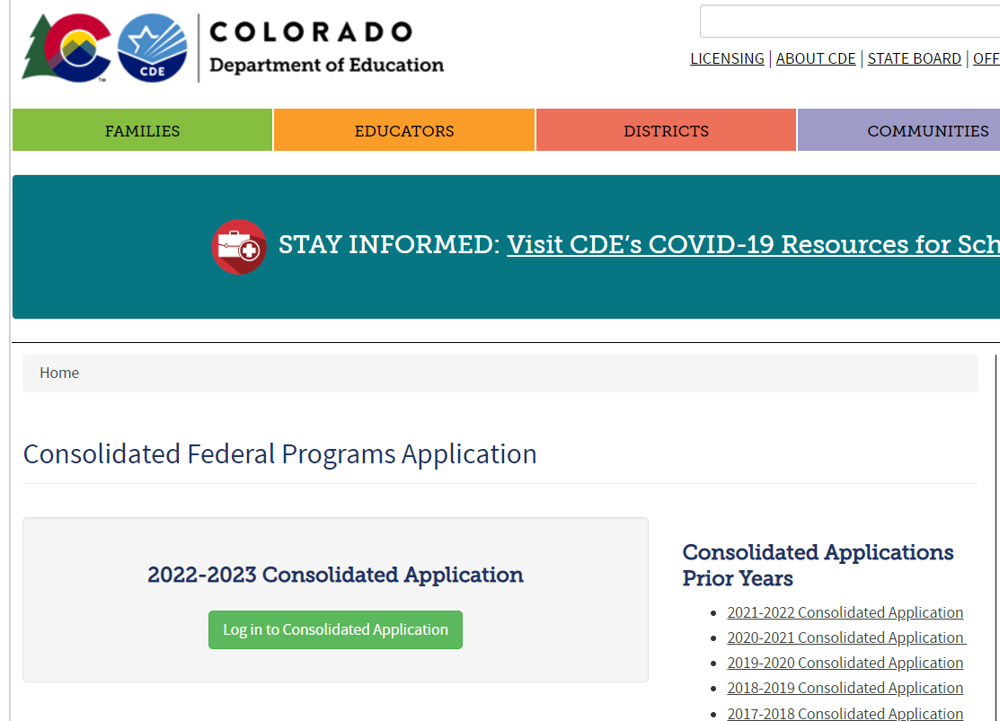 COLORADO
Department of Education
CDE
TM
LICENSING | ABOUT CDE | STATE BOARD | OFF
FAMILIES
EDUCATORS
DISTRICTS
COMMUNITIES
STAY INFORMED: Visit CDE’s COVID-19 Resources for Sch
Home
Consolidated Federal Programs Application
2022-2023 Consolidated Application
Log in to Consolidated Application
Consolidated Applications
Prior Years
• 2021-2022 Consolidated Application
• 2020-2021 Consolidated Application
• 2019-2020 Consolidated Application
• 2018-2019 Consolidated Application
• 2017-2018 Consolidated Application